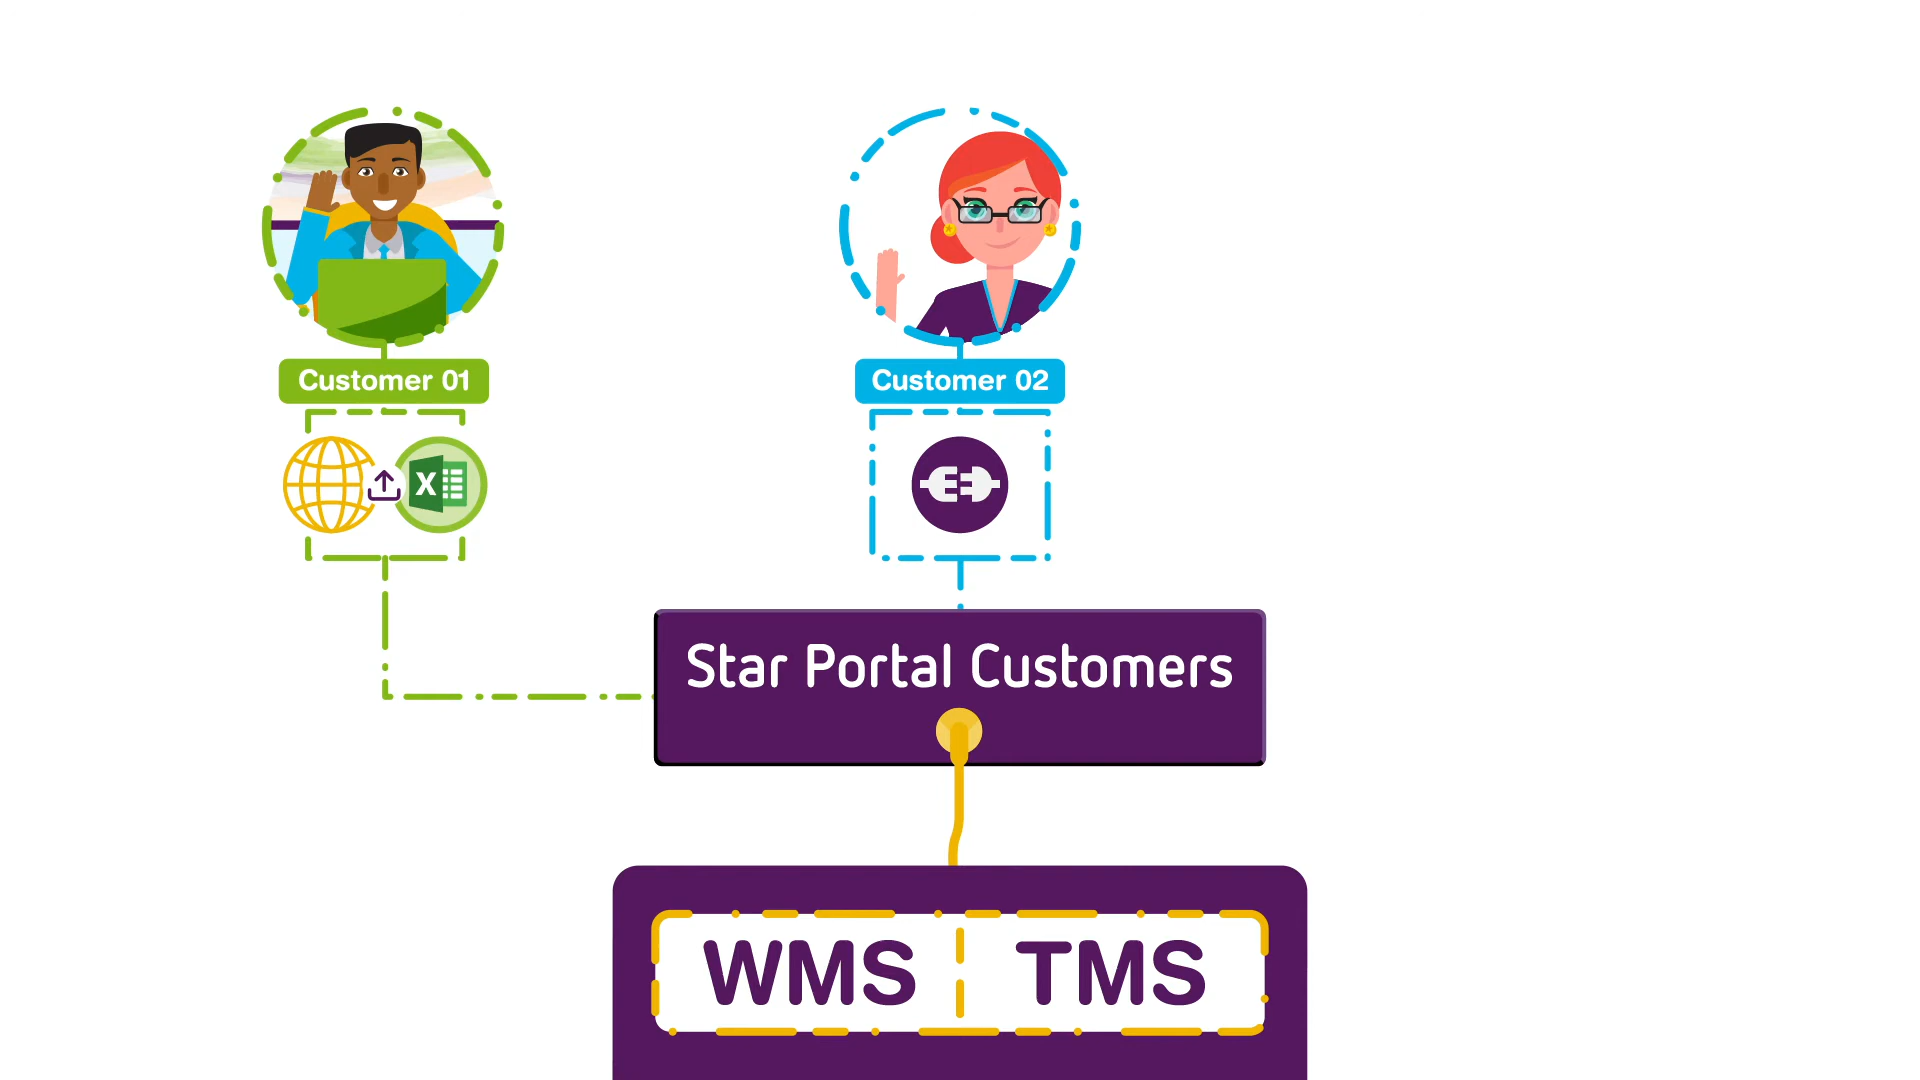 Customer 01
Customer 02
X
Star Portal Customers
WMS
TMS